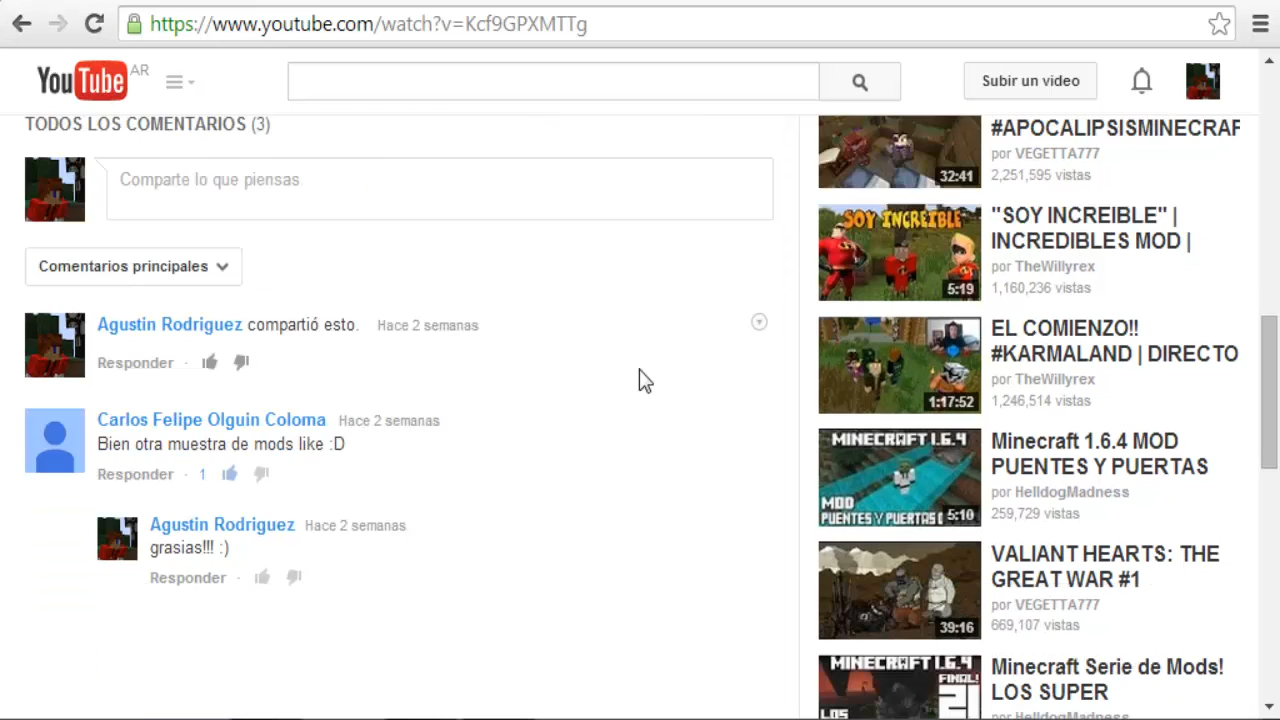 https://www.youtube.com/watch?v=Kcf9GPXMTTg
YouTube AR
Subir un video
TODOS LOS COMENTARIOS (3)
Comparte lo que piensas
Comentarios principales
Agustin Rodriguez compartió esto. Hace 2 semanas
Responder ·
Carlos Felipe Olguin Coloma Hace 2 semanas
Bien otra muestra de mods like :D
Responder · 1
Agustin Rodriguez Hace 2 semanas
grasias!!! :)
Responder ·
32:41
#APOCALIPSISMINECRAF
por VEGETTA777
2,251,595 vistas
SOY INCREIBLE
5:19
"SOY INCREIBLE" |
INCREDIBLES MOD |
por TheWillyrex
1,160,236 vistas
1:17:52
EL COMIENZO!!
#KARMALAND | DIRECTO
por TheWillyrex
1,246,514 vistas
MINECRAFT 1.6.4
MOD
PUENTES Y PUERTAS
5:10
Minecraft 1.6.4 MOD
PUENTES Y PUERTAS
por HelldogMadness
259,729 vistas
39:16
VALIANT HEARTS: THE
GREAT WAR #1
por VEGETTA777
669,107 vistas
MINECRAFT 1.6.4
FINAL!
21
LOS
Minecraft Serie de Mods!
LOS SUPER
por HelldogMadness